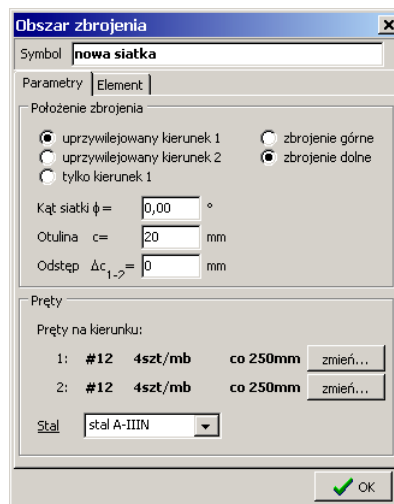 Obszar zbrojenia
Symbol nowa siatka
Parametry Element
Położenie zbrojenia
uprzywilejowany kierunek 1 zbrojenie górne
uprzywilejowany kierunek 2 zbrojenie dolne
tylko kierunek 1
Kąt siatki ϕ = 0,00 °
Otulina c= 20 mm
Odstęp Δc1-2= 0 mm
Pręty
Pręty na kierunku:
1: #12 4szt/mb co 250mm zmień...
2: #12 4szt/mb co 250mm zmień...
Stal stal A-IIIN
OK